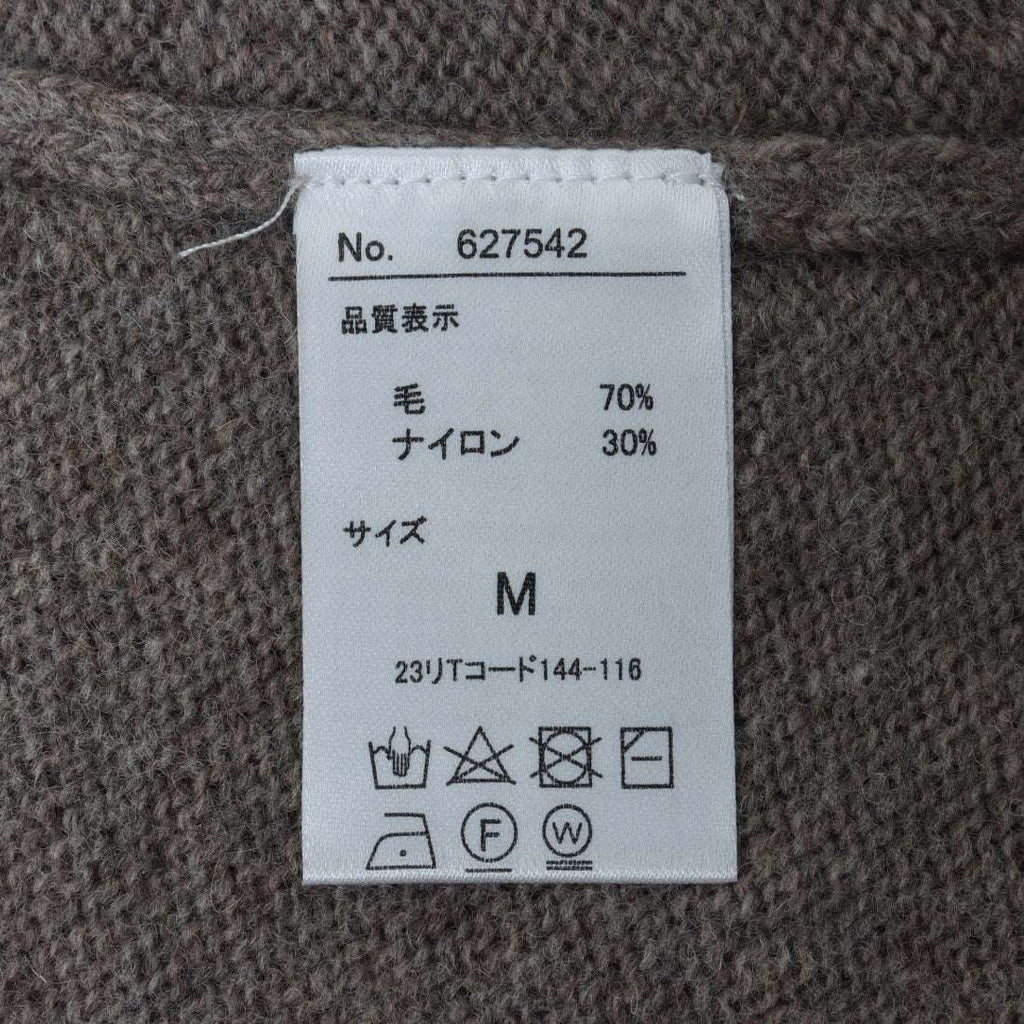 No. 627542
品質表示
毛 70%
ナイロン 30%
サイズ
M
23リTコード144-116
F W